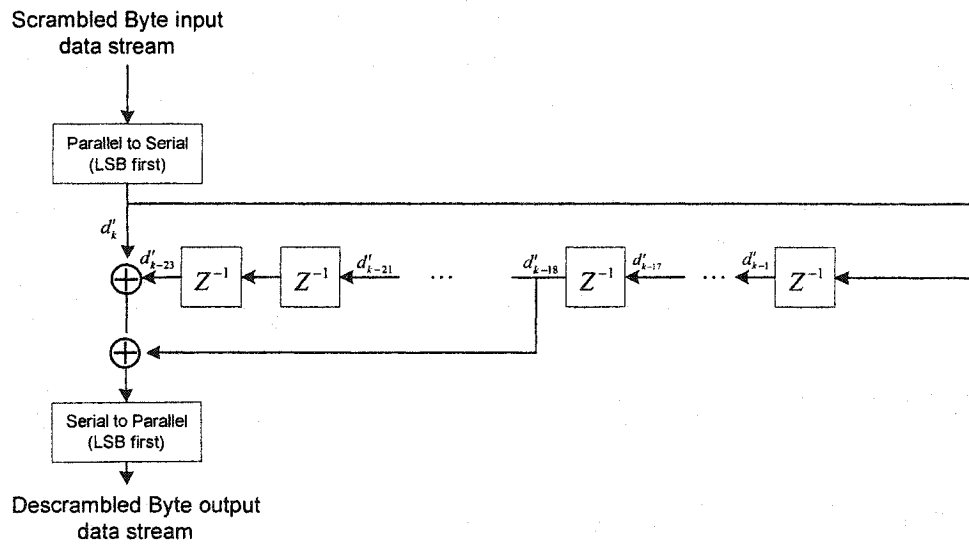 Scrambled Byte input
data stream
Parallel to Serial
(LSB first)
d'ₖ
d'ₖ₋₂₃
Z⁻¹
Z⁻¹
d'ₖ₋₂₁
...
d'ₖ₋₁₈
Z⁻¹
d'ₖ₋₁₇
...
d'ₖ₋₁
Z⁻¹
Serial to Parallel
(LSB first)
Descrambled Byte output
data stream